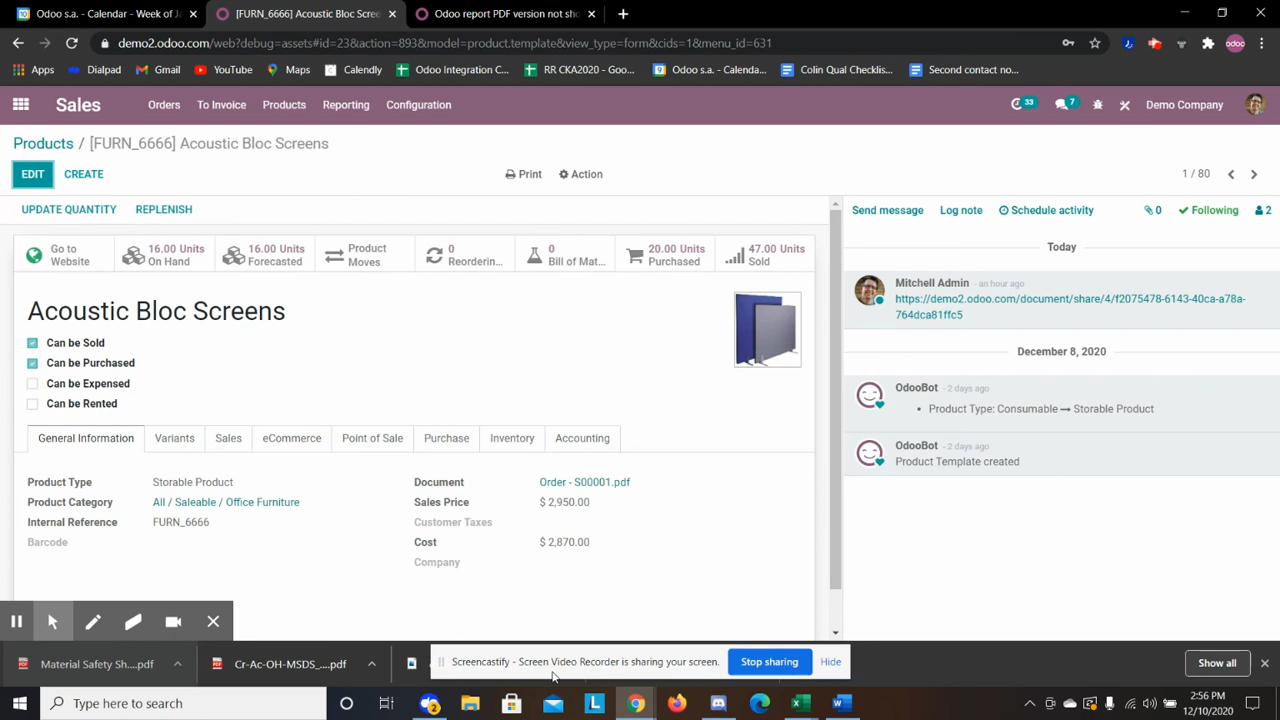 Odoo s.a. - Calendar - Week of J
[FURN_6666] Acoustic Bloc Scree
Odoo report PDF version not sh
demo2.odoo.com/web?debug=assets#id=23&action=893&model=product.template&view_type=form&cids=1&menu_id=631
Apps
Dialpad
Gmail
YouTube
Maps
Calendly
Odoo Integration C...
RR CKA2020 - Goo...
Odoo s.a. - Calenda...
Colin Qual Checklis...
Second contact no...
Sales
Orders
To Invoice
Products
Reporting
Configuration
33
7
Demo Company
Products / [FURN_6666] Acoustic Bloc Screens
EDIT
CREATE
Print
Action
1 / 80
UPDATE QUANTITY
REPLENISH
Send message
Log note
Schedule activity
0
Following
2
Go to
Website
16.00 Units
On Hand
16.00 Units
Forecasted
Product
Moves
0
Reorderin...
0
Bill of Mat...
20.00 Units
Purchased
47.00 Units
Sold
Today
Mitchell Admin - an hour ago
https://demo2.odoo.com/document/share/4/f2075478-6143-40ca-a78a-
764dca81ffc5
Acoustic Bloc Screens
Can be Sold
Can be Purchased
Can be Expensed
Can be Rented
December 8, 2020
OdooBot - 2 days ago
Product Type: Consumable → Storable Product
OdooBot - 2 days ago
Product Template created
General Information
Variants
Sales
eCommerce
Point of Sale
Purchase
Inventory
Accounting
Product Type Storable Product
Product Category All / Saleable / Office Furniture
Internal Reference FURN_6666
Barcode
Document Order - S00001.pdf
Sales Price $ 2,950.00
Customer Taxes
Cost $ 2,870.00
Company
Material Safety Sh....pdf
Cr-Ac-OH-MSDS_....pdf
Screencastify - Screen Video Recorder is sharing your screen.
Stop sharing
Hide
Show all
Type here to search
2
L
2:56 PM
12/10/2020